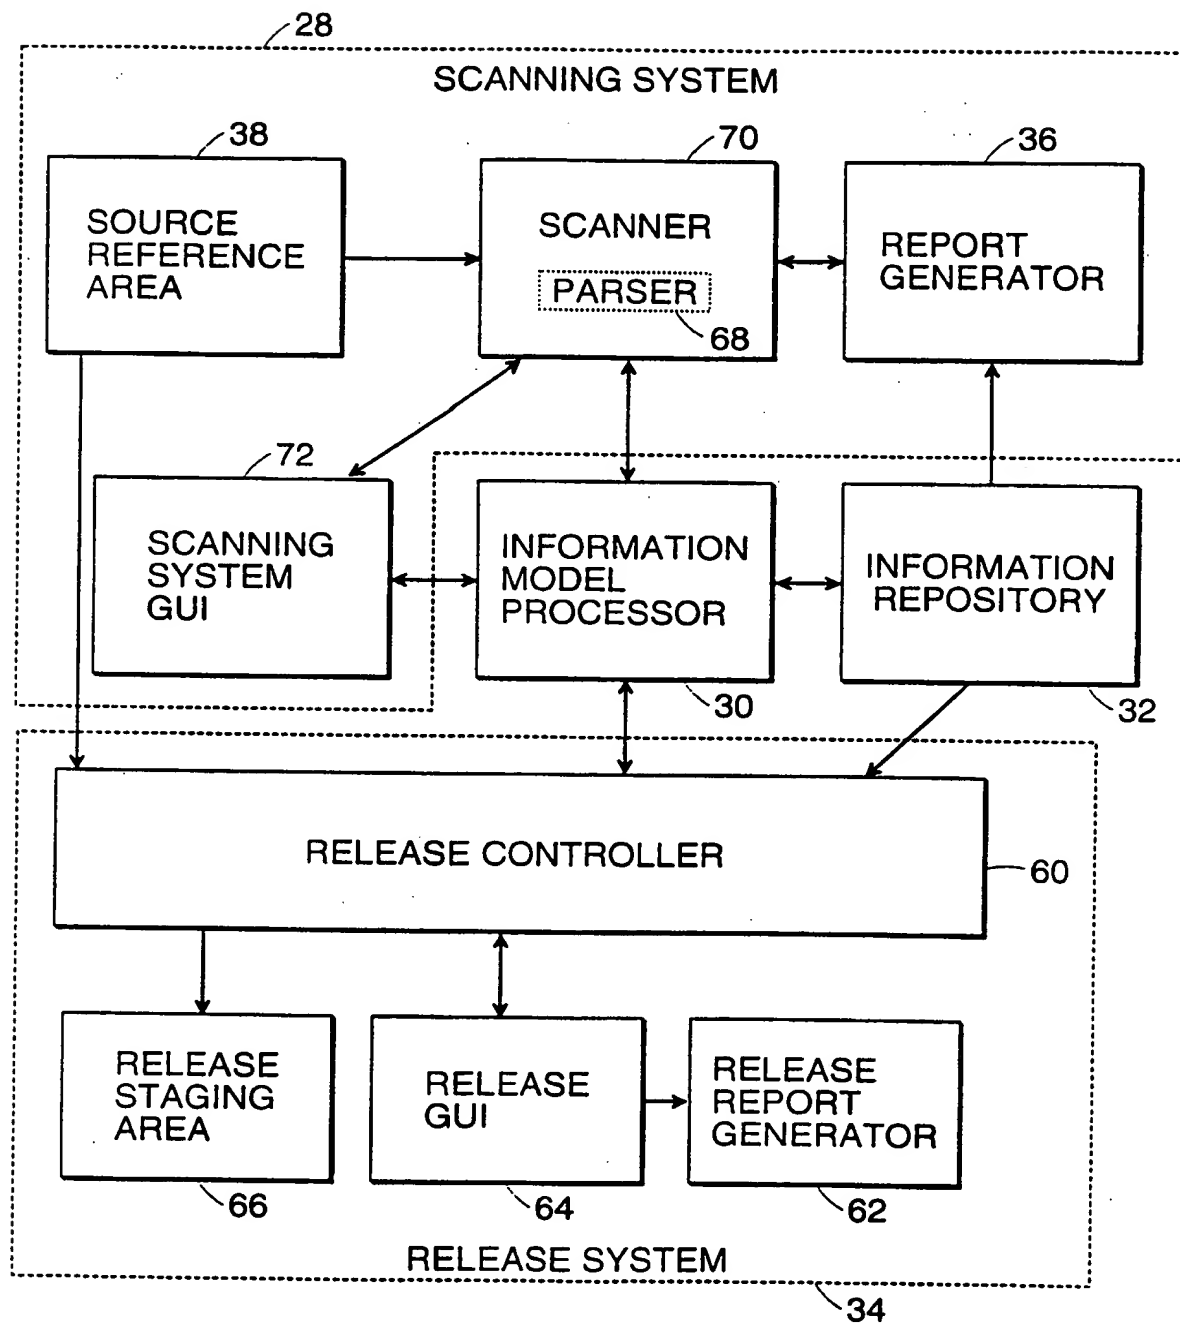 28
SCANNING SYSTEM
38
70
36
SOURCE
REFERENCE
AREA
SCANNER
PARSER
68
REPORT
GENERATOR
72
SCANNING
SYSTEM
GUI
INFORMATION
MODEL
PROCESSOR
30
INFORMATION
REPOSITORY
32
RELEASE CONTROLLER
60
RELEASE
STAGING
AREA
66
RELEASE
GUI
64
RELEASE
REPORT
GENERATOR
62
RELEASE SYSTEM
34